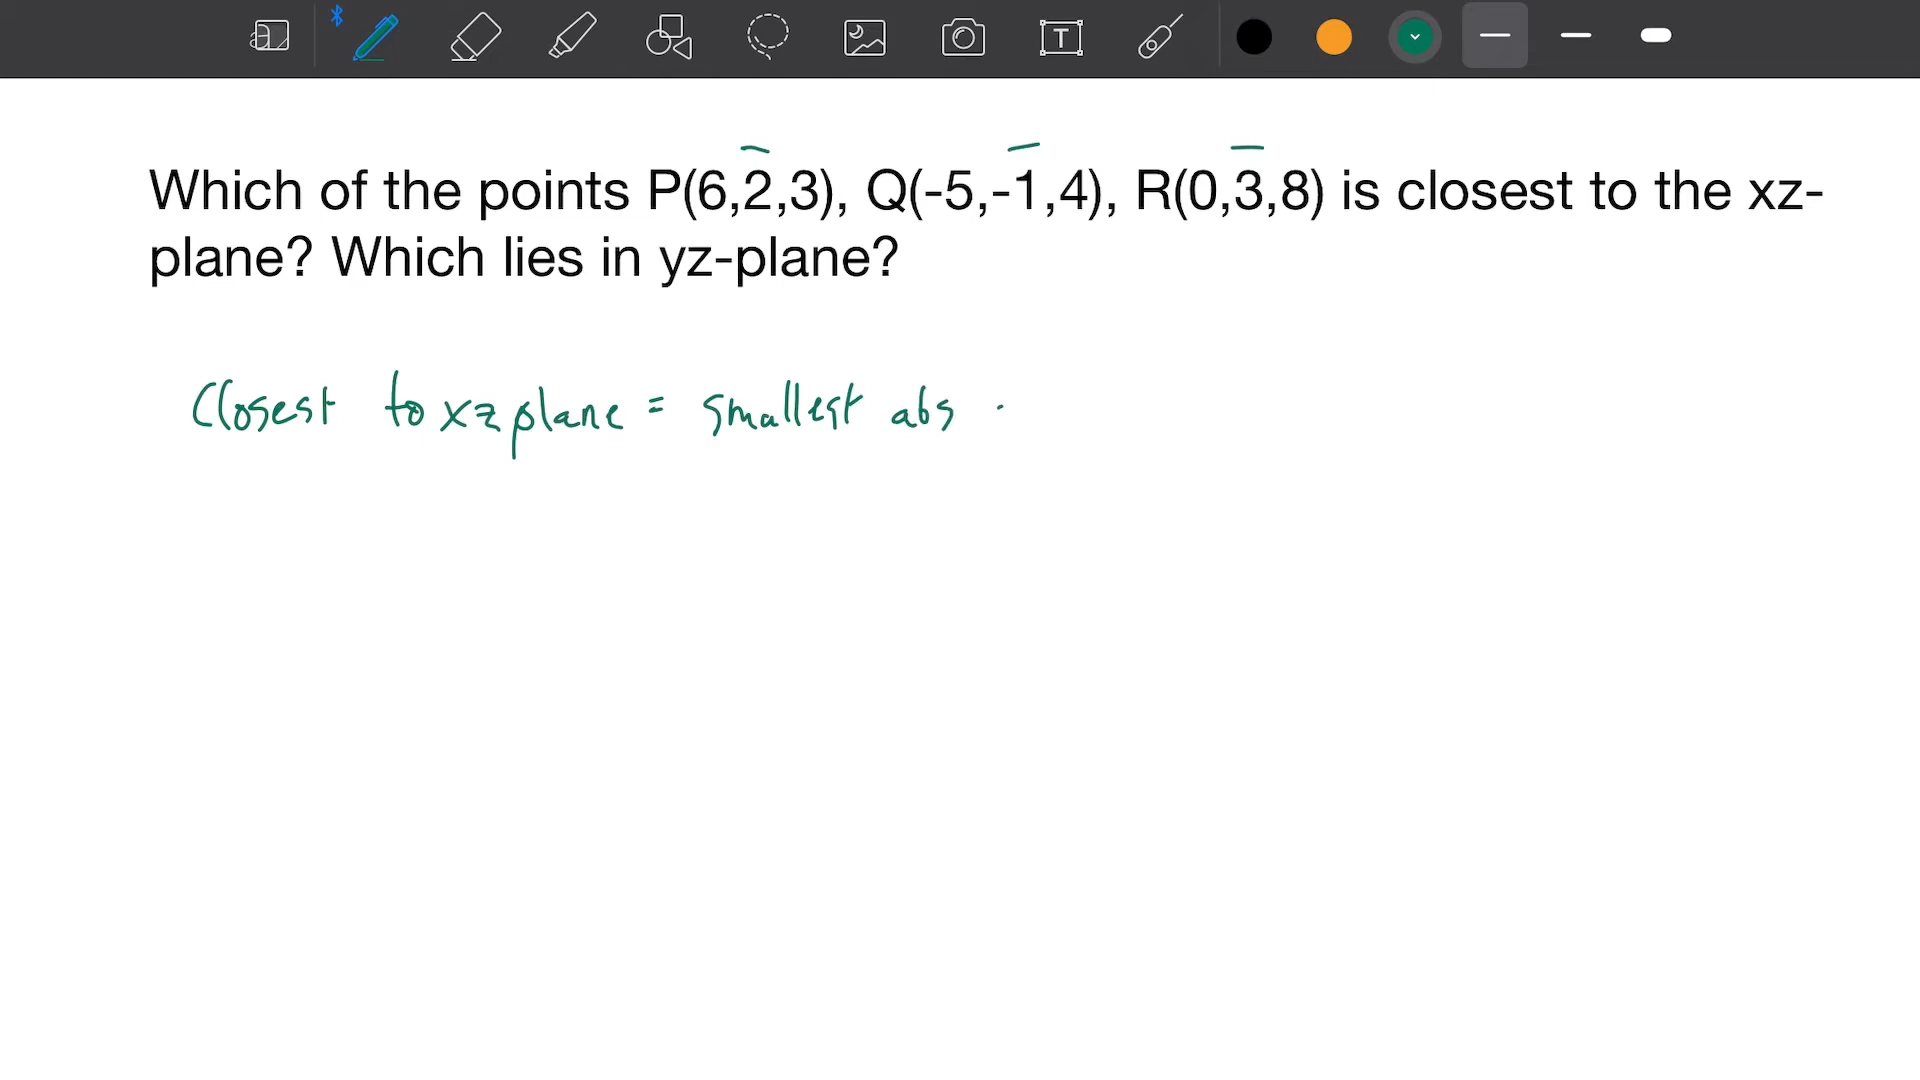 Which of the points P(6,2,3), Q(-5,-1,4), R(0,3,8) is closest to the xz-
plane? Which lies in yz-plane?
Closest to xz plane = smallest abs